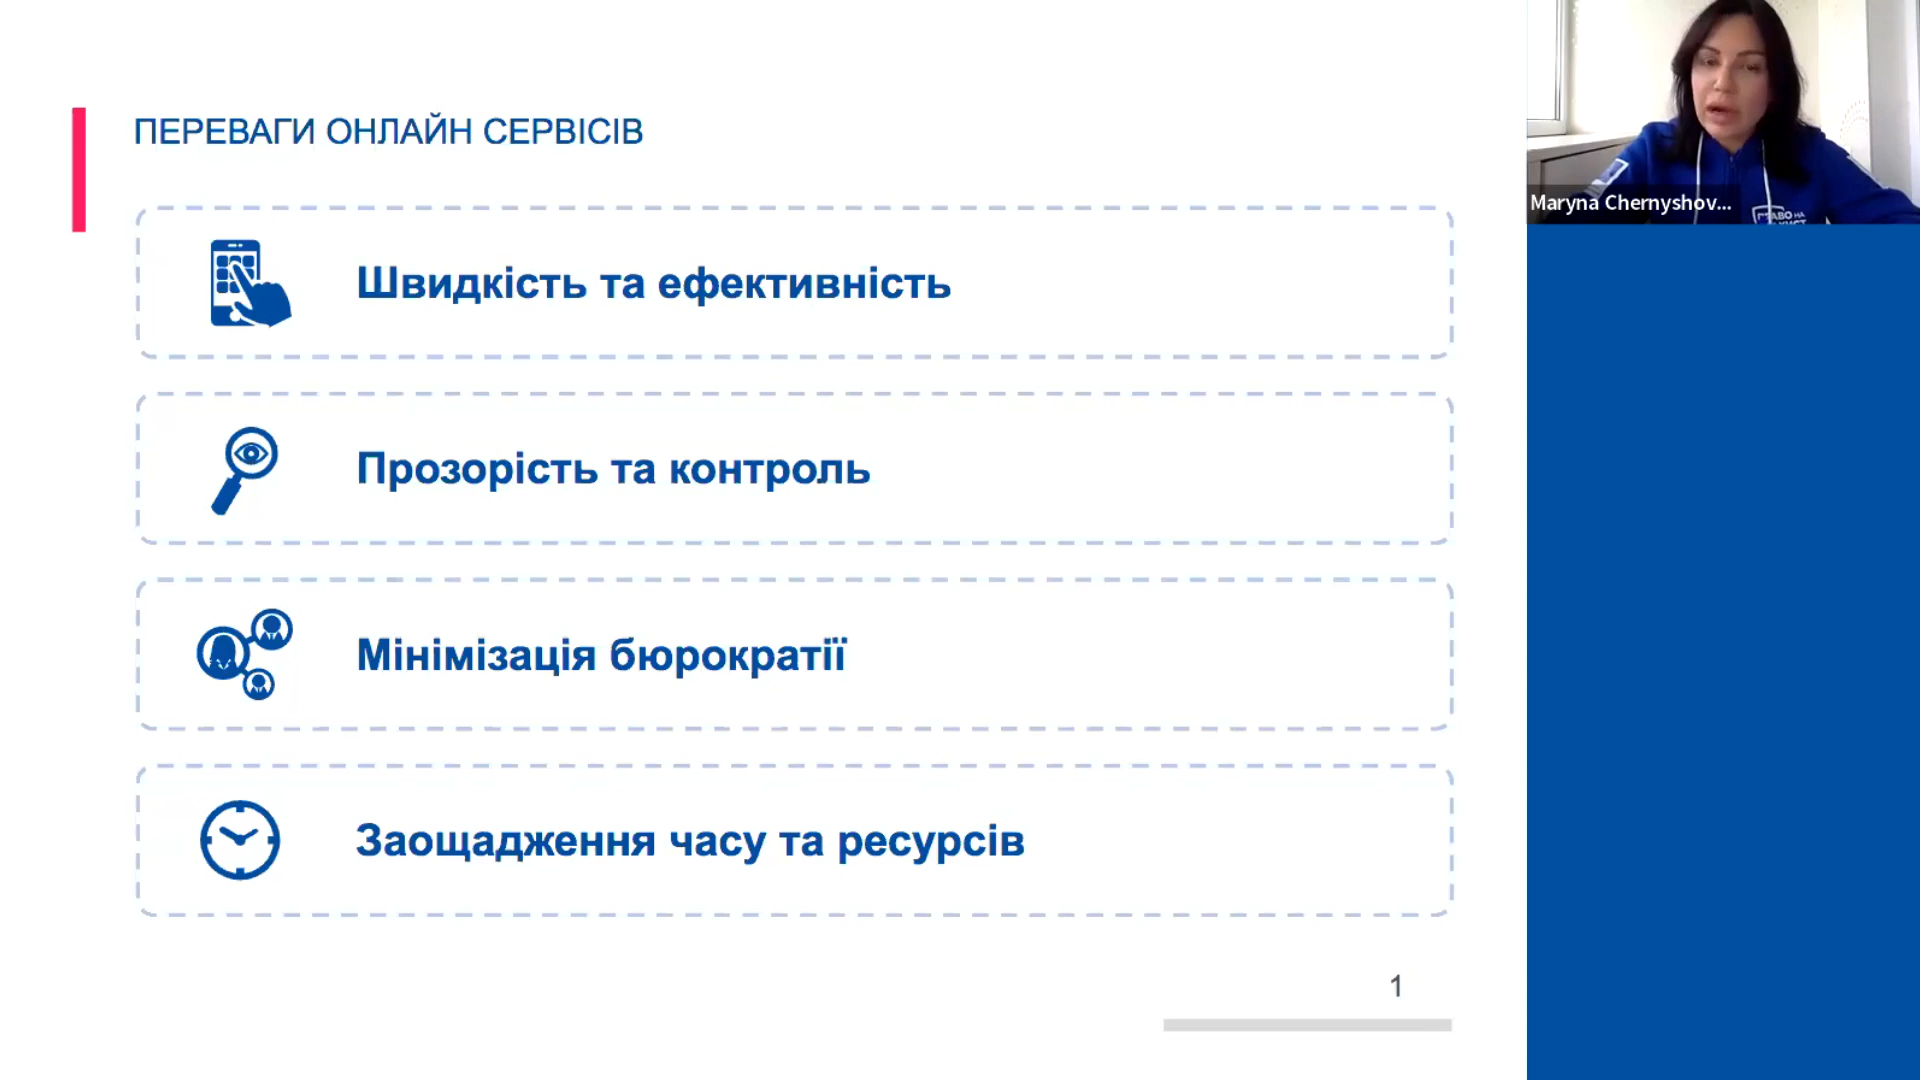 ПЕРЕВАГИ ОНЛАЙН СЕРВІСІВ
Швидкість та ефективність
Прозорість та контроль
Мінімізація бюрократії
Заощадження часу та ресурсів
1
Maryna Chernyshov...